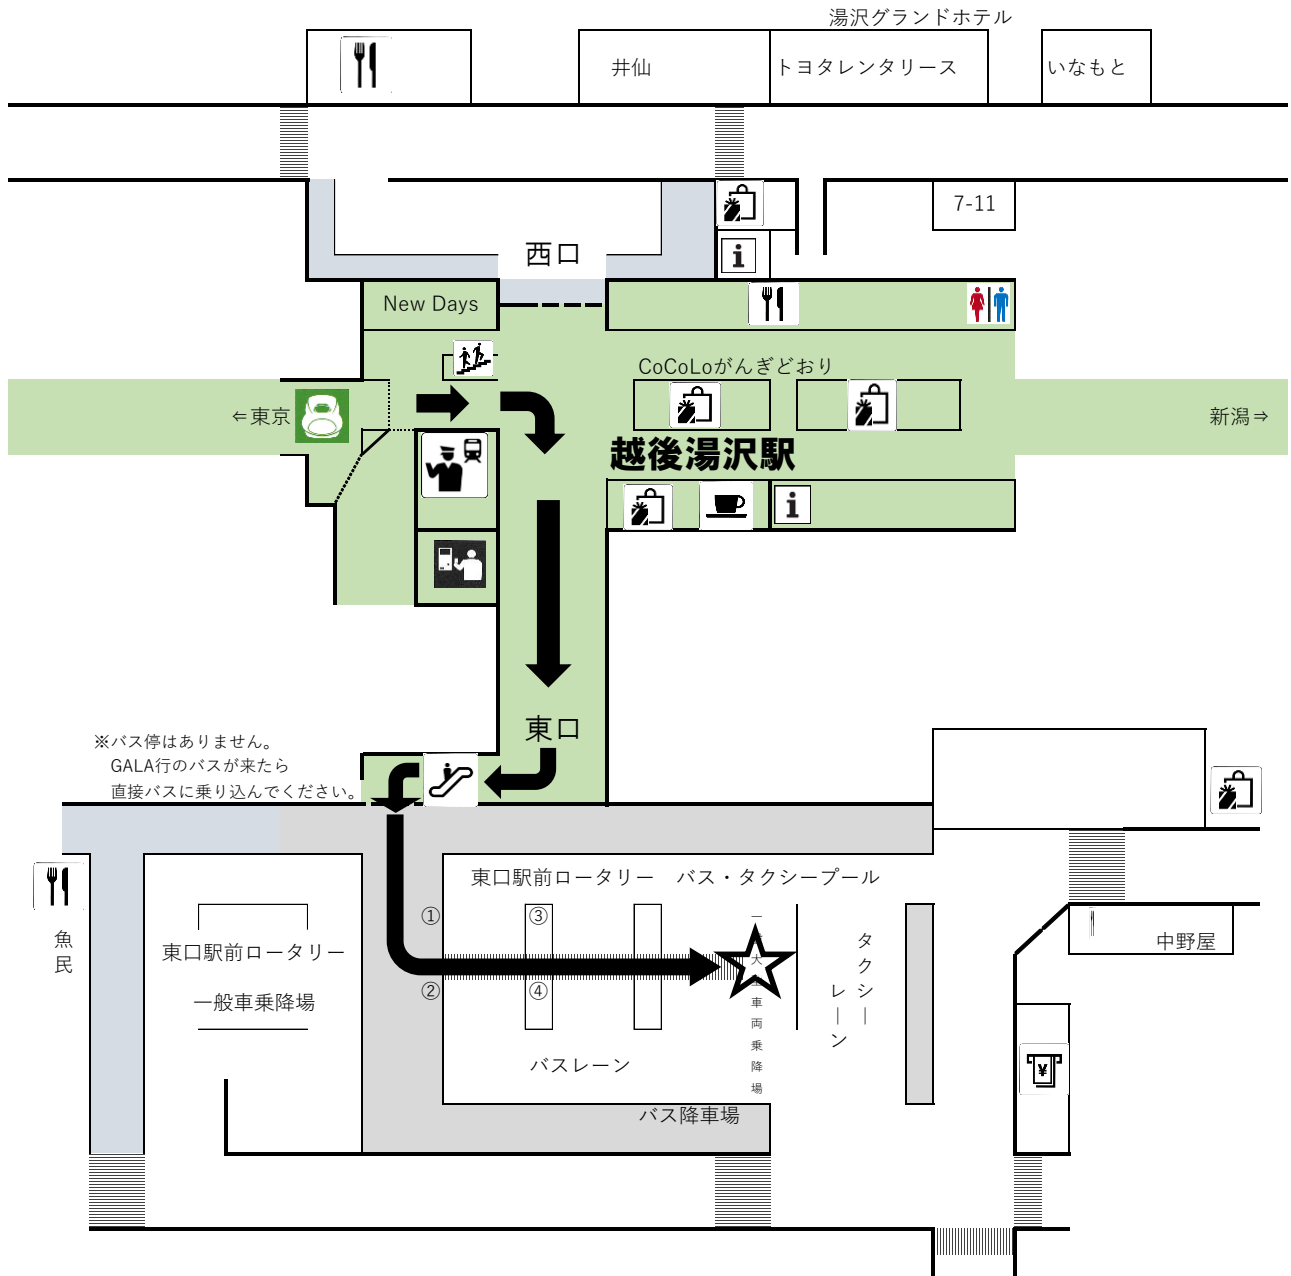 湯沢グランドホテル
井仙
トヨタレンタリース
いなもと
7-11
西口
New Days
CoCoLoがんぎどおり
⇐東京
新潟⇒
越後湯沢駅
東口
※バス停はありません。
GALA行のバスが来たら
直接バスに乗り込んでください。
東口駅前ロータリー　バス・タクシープール
①
③
魚民
東口駅前ロータリー
一般車乗降場
②
④
大
車両乗降場
タクシー
レーン
中野屋
¥
バスレーン
バス降車場